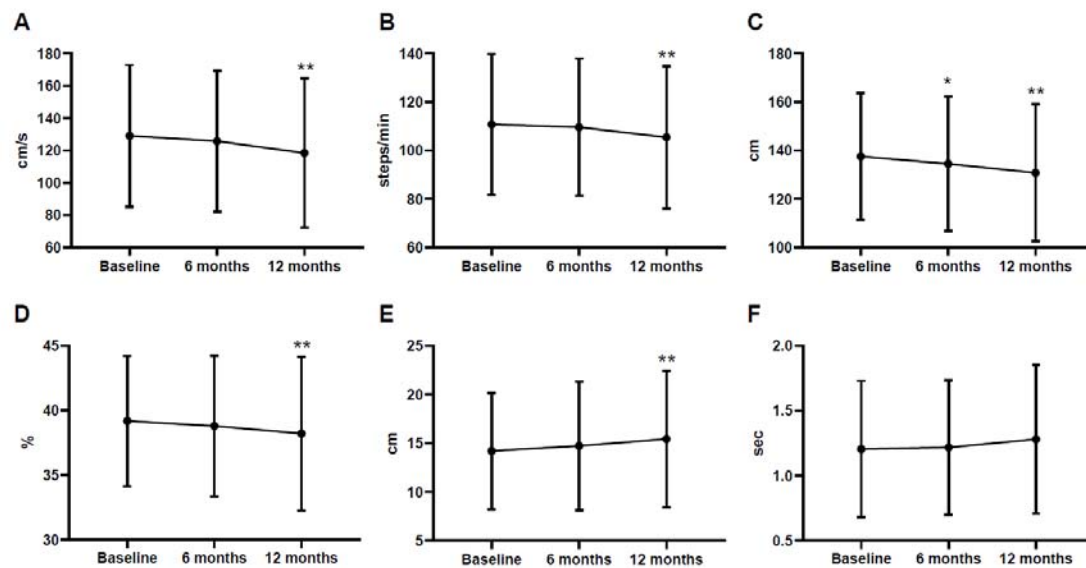 A
180
160
140
120
100
80
60
cm/s
**
Baseline 6 months 12 months
B
140
120
100
80
60
steps/min
**
Baseline 6 months 12 months
C
180
160
140
120
100
cm
*
**
Baseline 6 months 12 months
D
45
40
35
30
%
**
Baseline 6 months 12 months
E
25
20
15
10
5
cm
**
Baseline 6 months 12 months
F
2.0
1.5
1.0
0.5
sec
Baseline 6 months 12 months